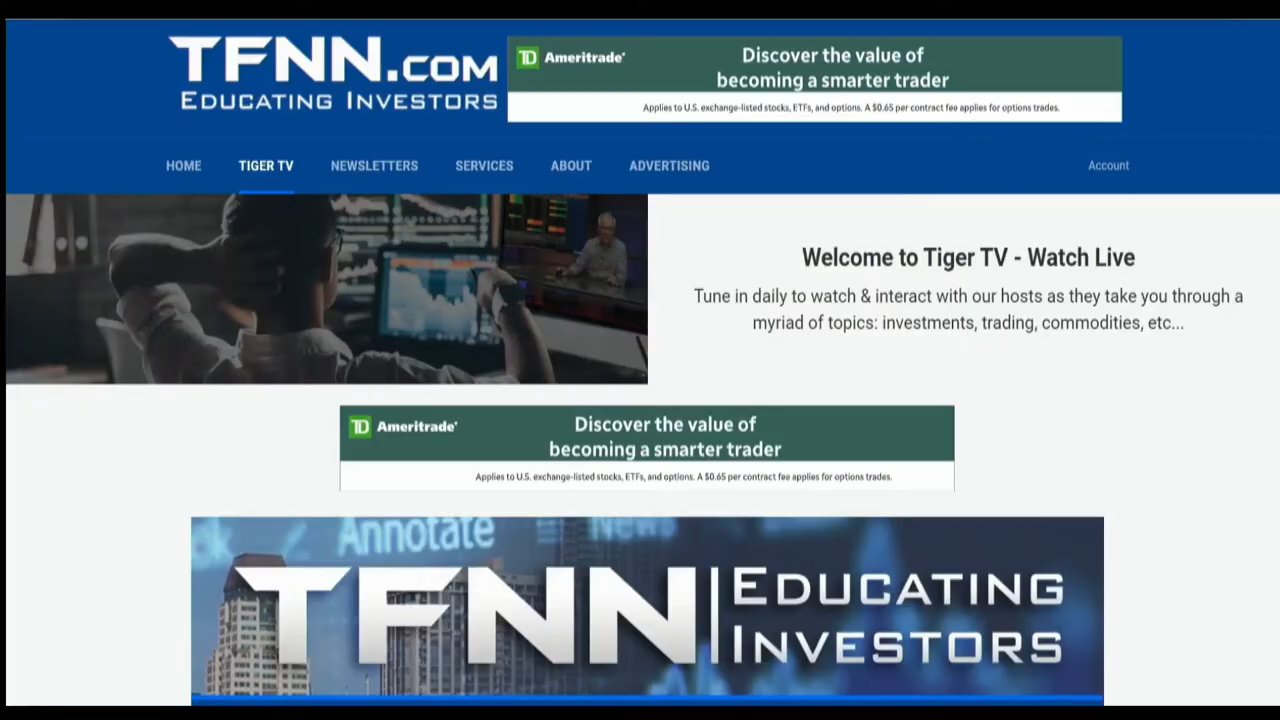 TFNN.COM
EDUCATING INVESTORS
TD Ameritrade
Discover the value of
becoming a smarter trader
Applies to U.S. exchange-listed stocks, ETFs, and options. A $0.65 per contract fee applies for options trades.
HOME TIGER TV NEWSLETTERS SERVICES ABOUT ADVERTISING Account
Welcome to Tiger TV - Watch Live
Tune in daily to watch & interact with our hosts as they take you through a
myriad of topics: investments, trading, commodities, etc...
TD Ameritrade
Discover the value of
becoming a smarter trader
Applies to U.S. exchange-listed stocks, ETFs, and options. A $0.65 per contract fee applies for options trades.
Annotate News
TFNN EDUCATING
INVESTORS